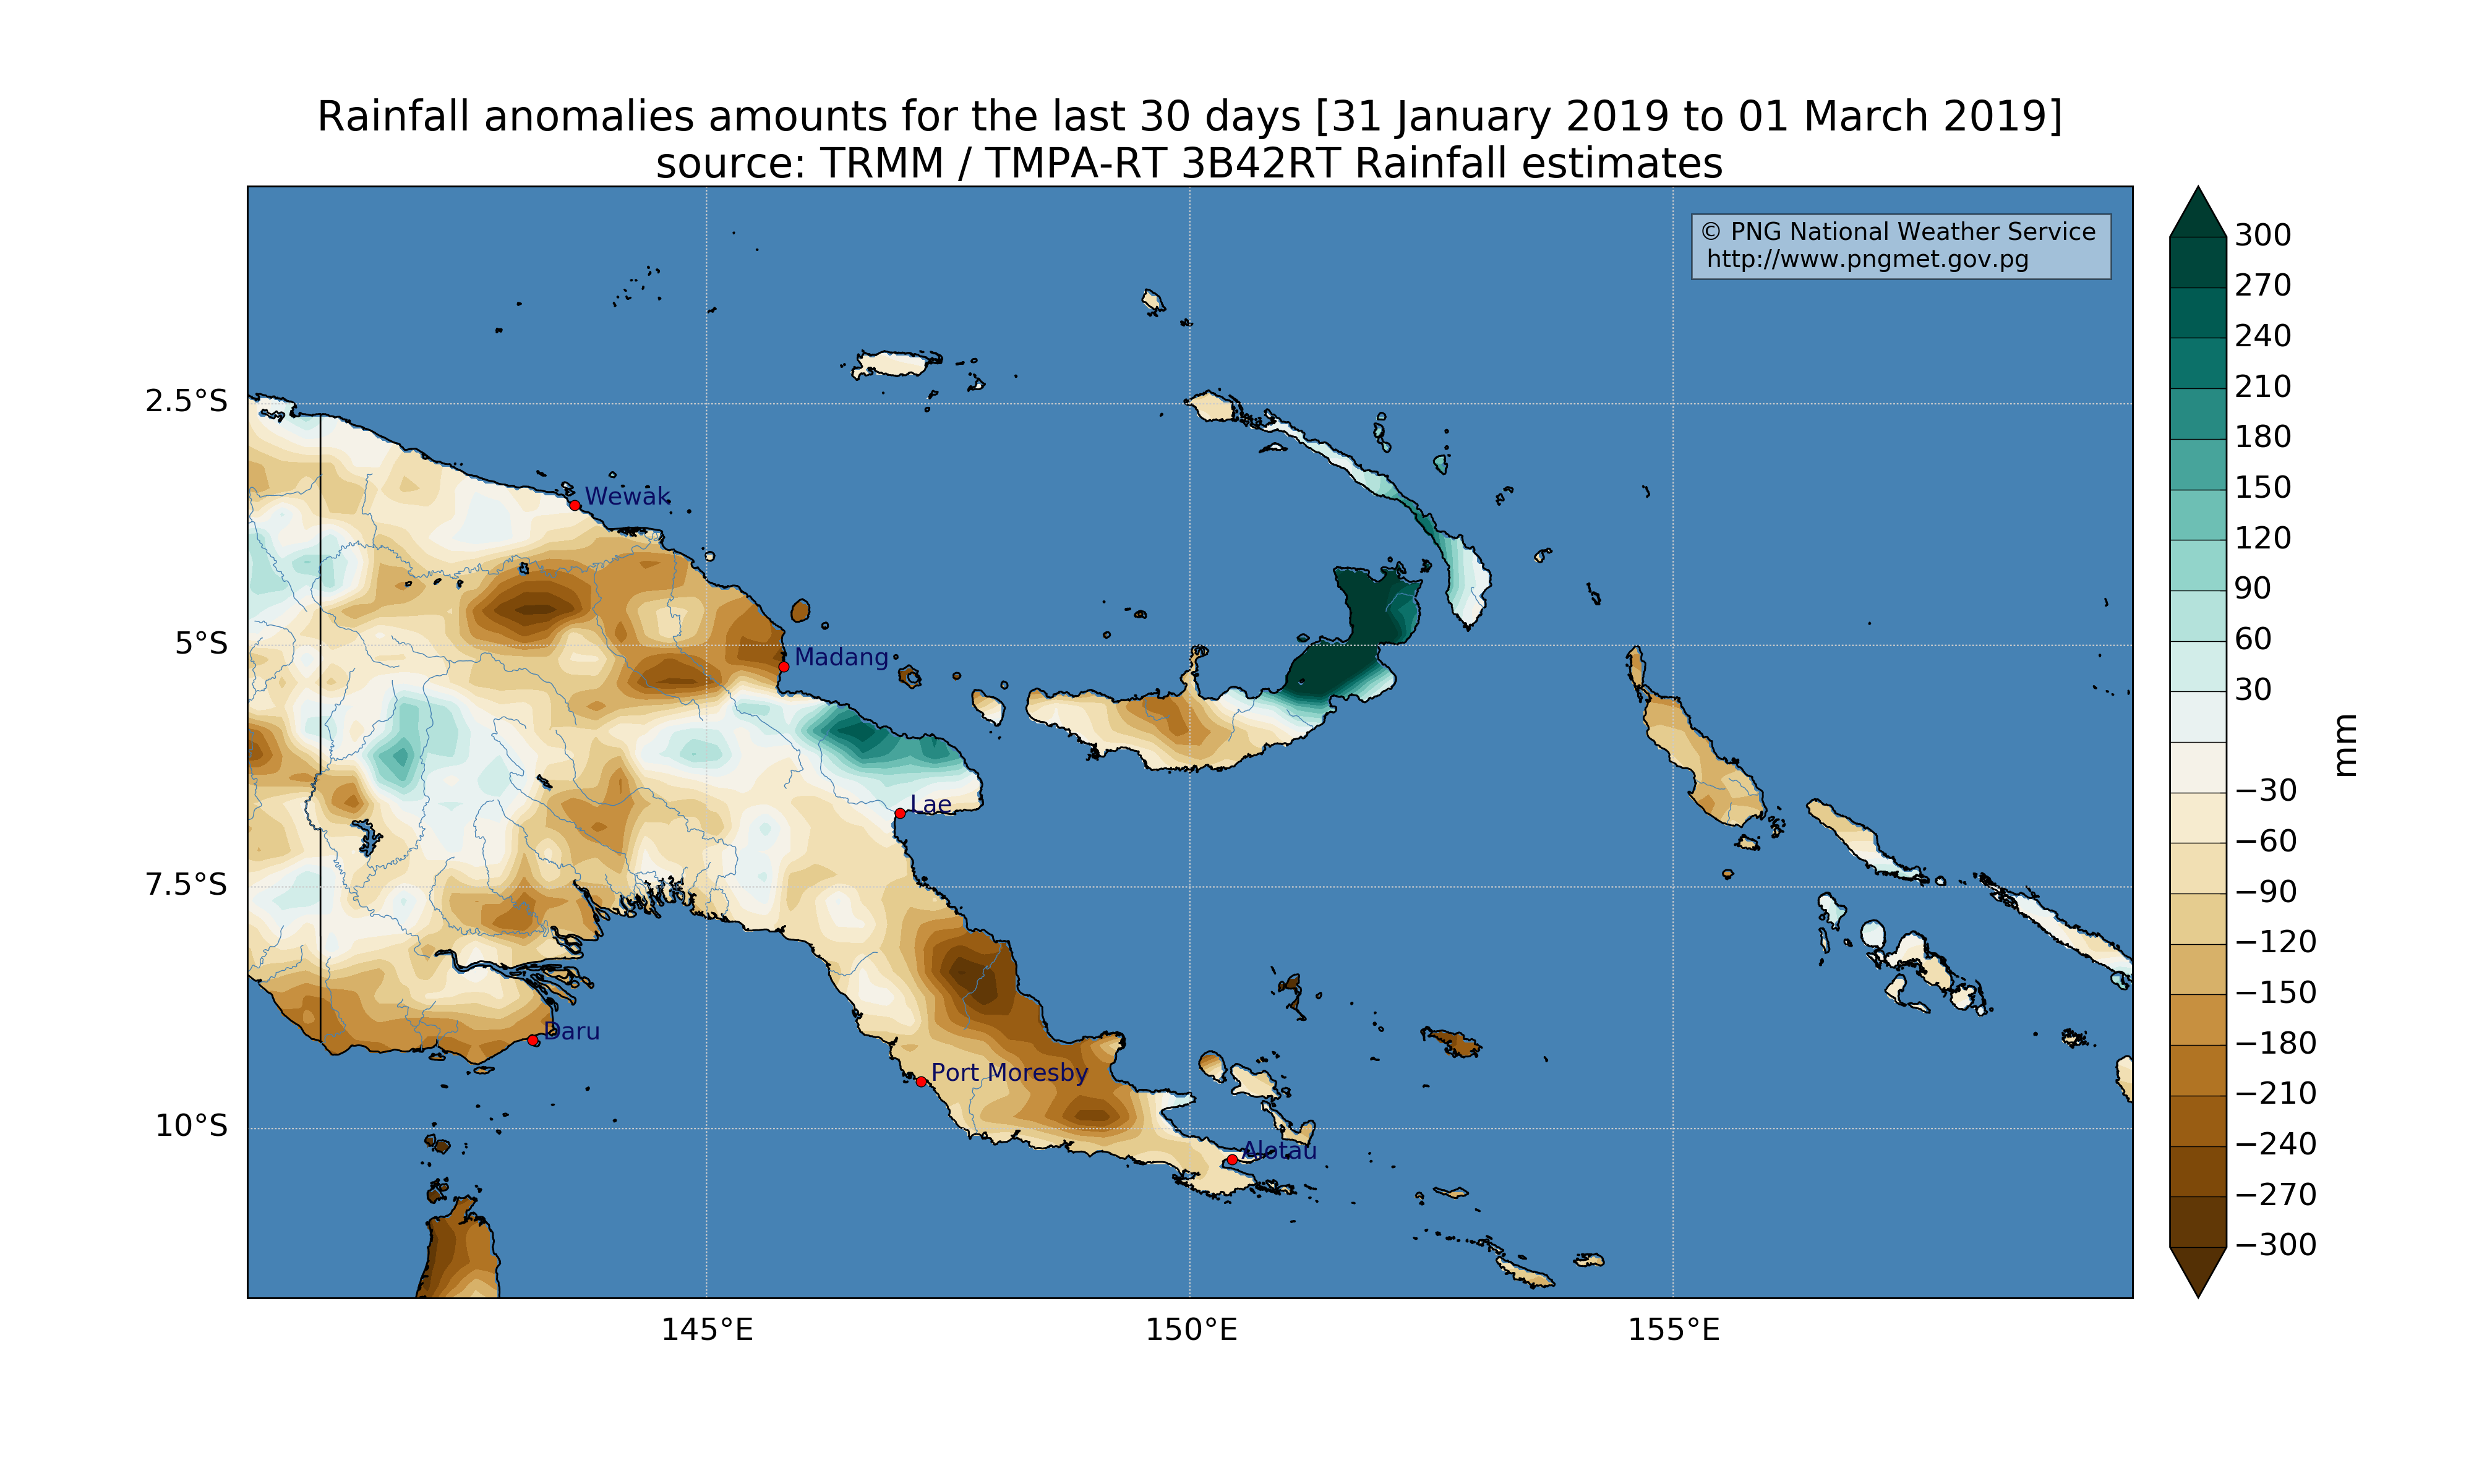 Rainfall anomalies amounts for the last 30 days [31 January 2019 to 01 March 2019]
source: TRMM / TMPA-RT 3B42RT Rainfall estimates
© PNG National Weather Service
http://www.pngmet.gov.pg
2.5°S
5°S
7.5°S
10°S
Wewak
Madang
Lae
Daru
Port Moresby
Alotau
145°E
150°E
155°E
300
270
240
210
180
150
120
90
60
30
−30
−60
−90
−120
−150
−180
−210
−240
−270
−300
mm